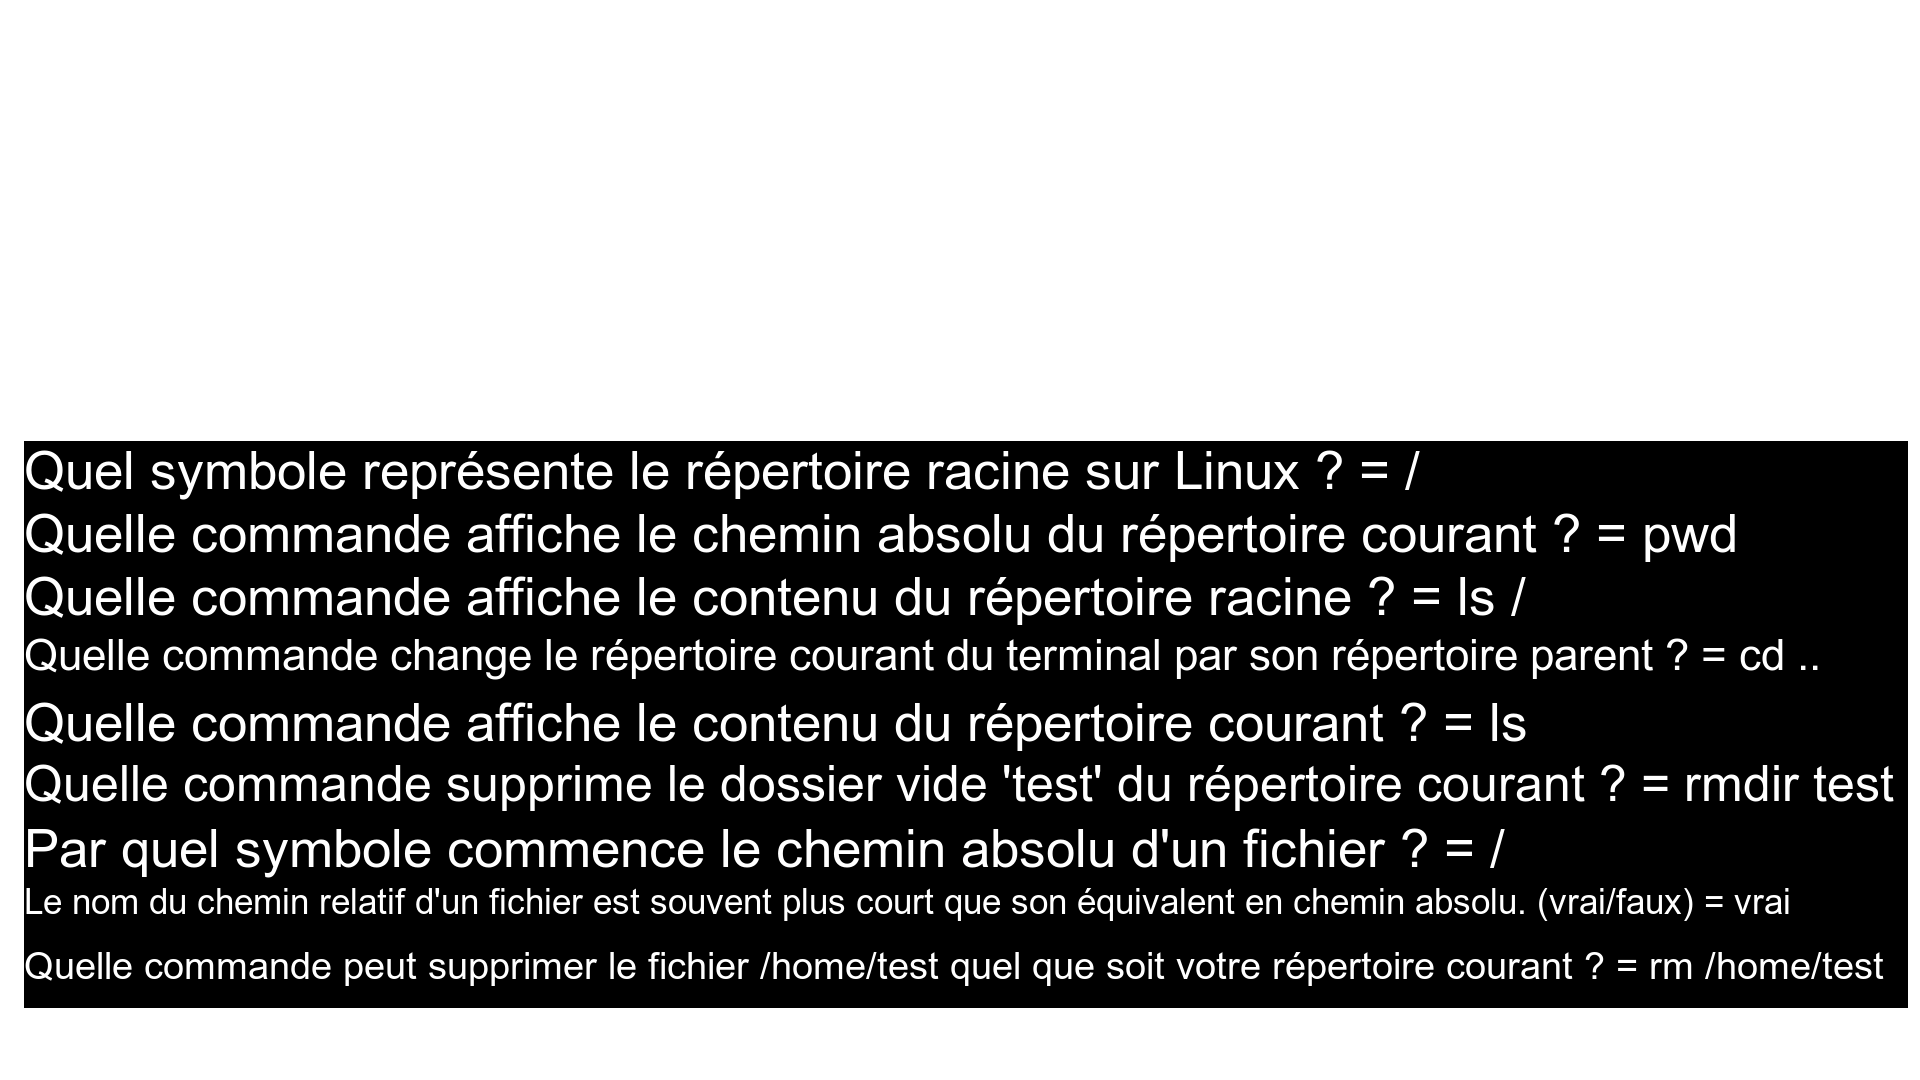 Quel symbole représente le répertoire racine sur Linux ? = /
Quelle commande affiche le chemin absolu du répertoire courant ? = pwd
Quelle commande affiche le contenu du répertoire racine ? = ls /
Quelle commande change le répertoire courant du terminal par son répertoire parent ? = cd ..
Quelle commande affiche le contenu du répertoire courant ? = ls
Quelle commande supprime le dossier vide 'test' du répertoire courant ? = rmdir test
Par quel symbole commence le chemin absolu d'un fichier ? = /
Le nom du chemin relatif d'un fichier est souvent plus court que son équivalent en chemin absolu. (vrai/faux) = vrai
Quelle commande peut supprimer le fichier /home/test quel que soit votre répertoire courant ? = rm /home/test